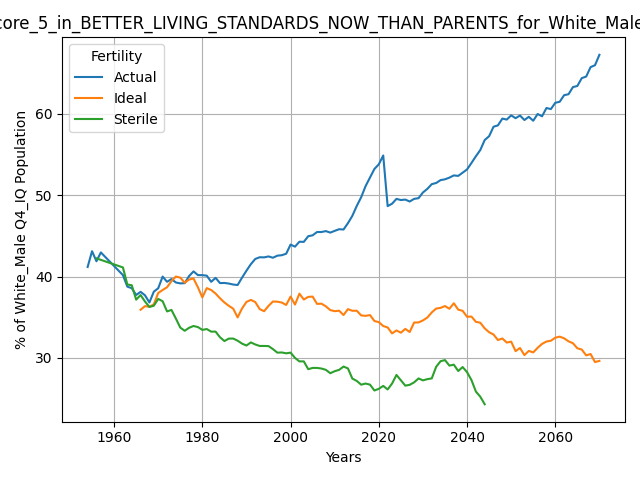 core_5_in_BETTER_LIVING_STANDARDS_NOW_THAN_PARENTS_for_White_Male
Fertility
Actual
Ideal
Sterile
% of White_Male Q4_IQ Population
60
50
40
30
1960 1980 2000 2020 2040 2060
Years